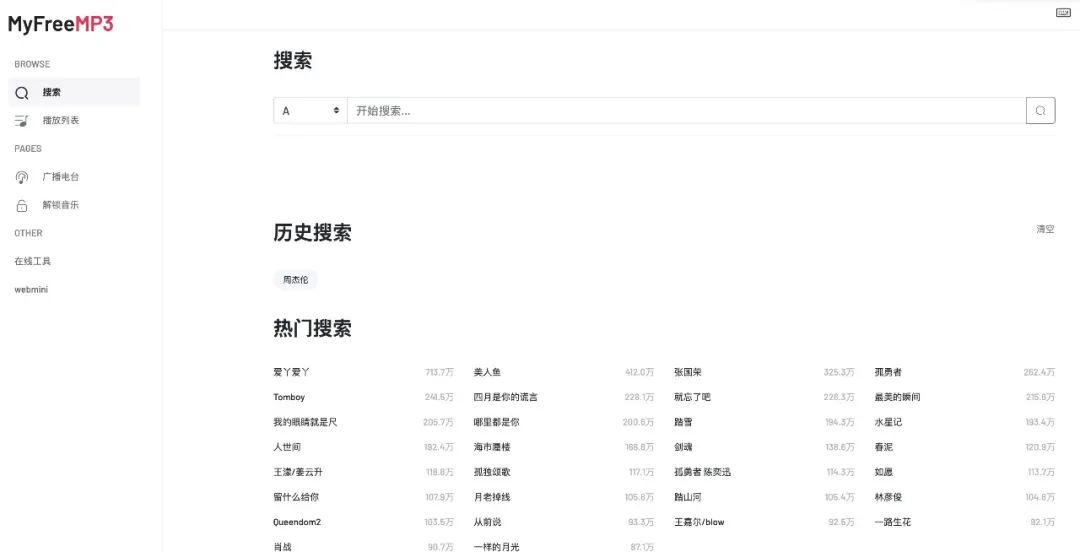 MyFreeMP3
BROWSE
搜索
播放列表
PAGES
广播电台
解锁音乐
OTHER
在线工具
webmini
搜索
A 开始搜索...
历史搜索 清空
周杰伦
热门搜索
爱丫爱丫 713.7万 美人鱼 412.0万 张国荣 325.3万 孤勇者 262.4万
Tomboy 241.5万 四月是你的谎言 228.1万 就忘了吧 226.3万 最美的瞬间 215.6万
我的眼睛就是尺 205.7万 哪里都是你 200.6万 踏雪 194.3万 水星记 193.4万
人世间 192.4万 海市蜃楼 166.8万 剑魂 138.6万 春泥 120.9万
王濛/姜云升 118.8万 孤独颂歌 117.1万 孤勇者 陈奕迅 114.3万 如愿 113.7万
留什么给你 107.9万 月老掉线 105.6万 踏山河 105.4万 林彦俊 104.8万
Queendom2 103.5万 从前说 93.3万 王嘉尔/blow 92.5万 一路生花 92.1万
肖战 90.7万 一样的月光 87.1万